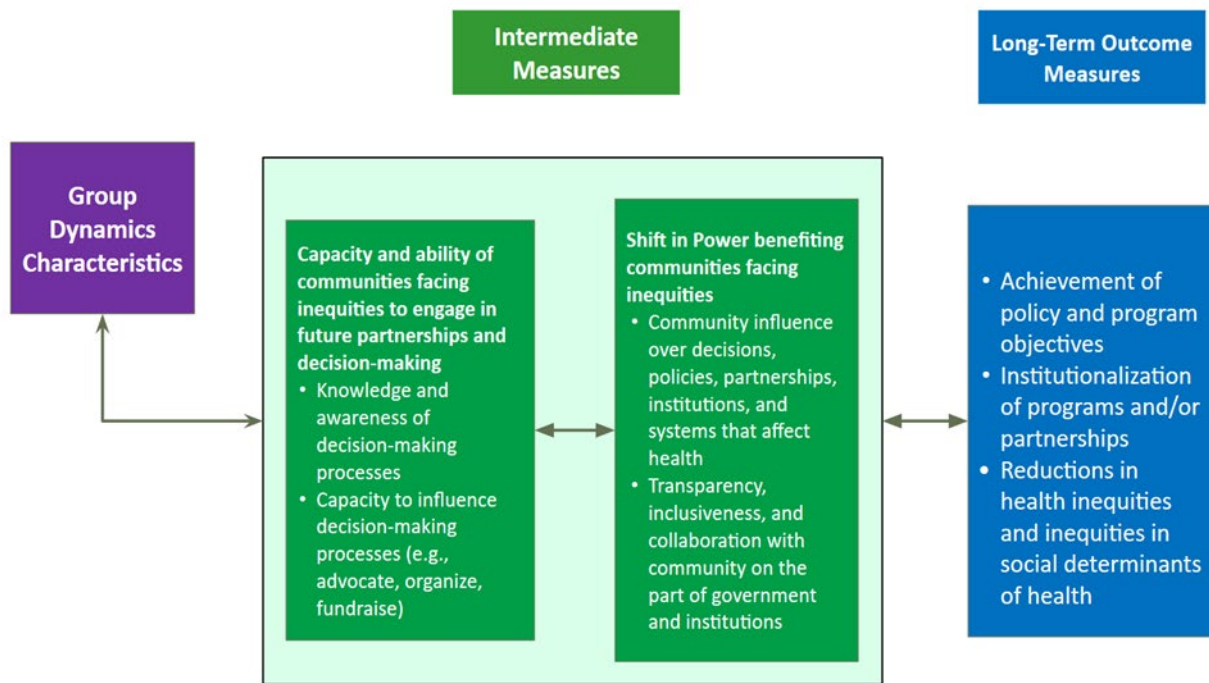 Intermediate
Measures
Long-Term Outcome
Measures
Group
Dynamics
Characteristics
Capacity and ability of
communities facing
inequities to engage in
future partnerships and
decision-making
• Knowledge and
awareness of
decision-making
processes
• Capacity to influence
decision-making
processes (e.g.,
advocate, organize,
fundraise)
Shift in Power benefiting
communities facing
inequities
• Community influence
over decisions,
policies, partnerships,
institutions, and
systems that affect
health
• Transparency,
inclusiveness, and
collaboration with
community on the
part of government
and institutions
• Achievement of
policy and program
objectives
• Institutionalization
of programs and/or
partnerships
• Reductions in
health inequities
and inequities in
social determinants
of health